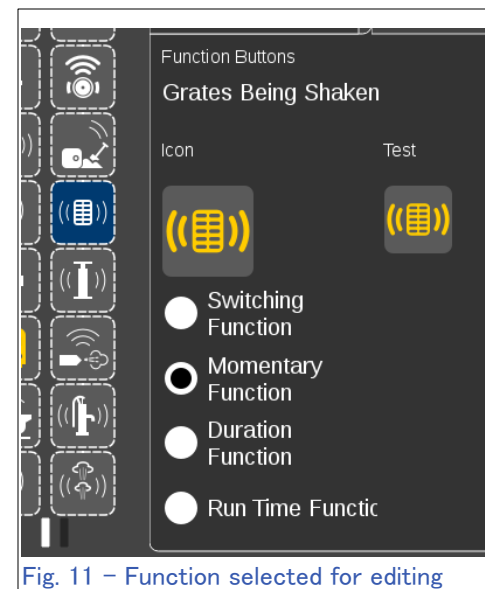 Function Buttons
Grates Being Shaken
Icon Test
Switching
Function
Momentary
Function
Duration
Function
Run Time Functic
Fig. 11 - Function selected for editing